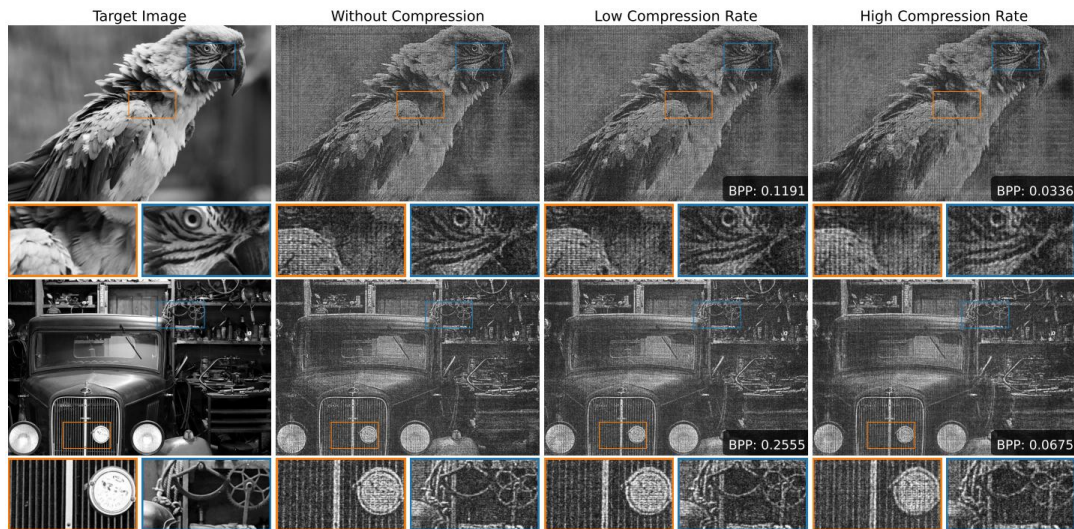 Target Image
Without Compression
Low Compression Rate
High Compression Rate
BPP: 0.1191
BPP: 0.0336
BPP: 0.2555
BPP: 0.0675